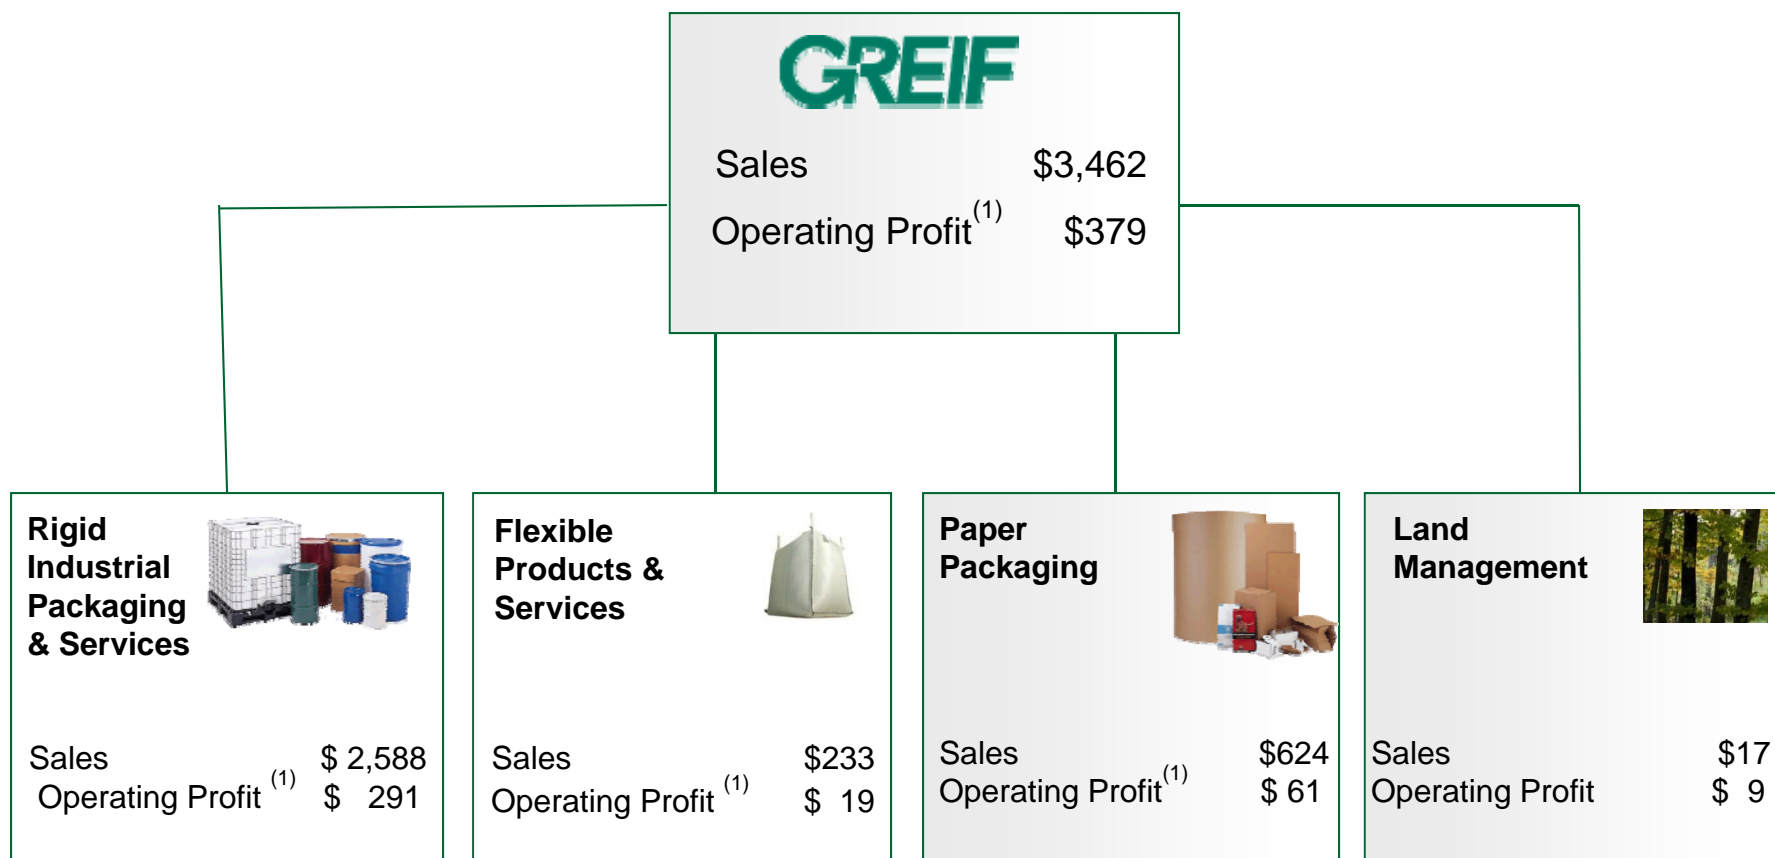 GREIF
Sales $3,462
Operating Profit(1) $379
Rigid
Industrial
Packaging
& Services
Sales $ 2,588
Operating Profit (1) $ 291
Flexible
Products &
Services
Sales $233
Operating Profit (1) $ 19
Paper
Packaging
Sales $624
Operating Profit(1) $ 61
Land
Management
Sales $17
Operating Profit $ 9